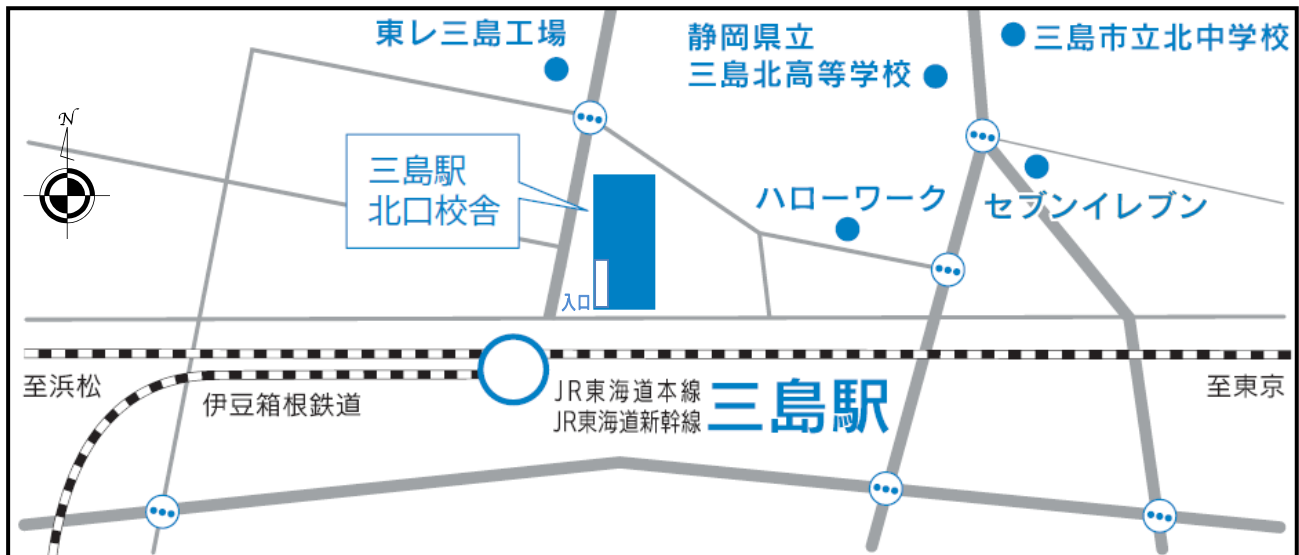 東レ三島工場
静岡県立
三島北高等学校
三島市立北中学校
N
三島駅
北口校舎
ハローワーク
セブンイレブン
入口
至浜松
伊豆箱根鉄道
JR東海道本線
JR東海道新幹線
三島駅
至東京